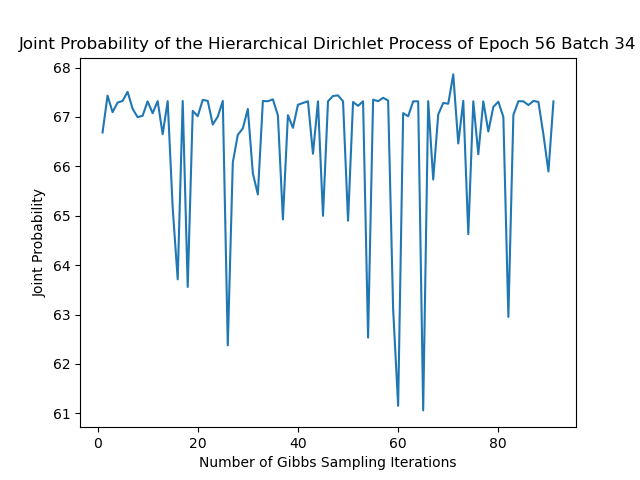 Joint Probability of the Hierarchical Dirichlet Process of Epoch 56 Batch 34
68
67
66
65
64
63
62
61
Joint Probability
0 20 40 60 80
Number of Gibbs Sampling Iterations